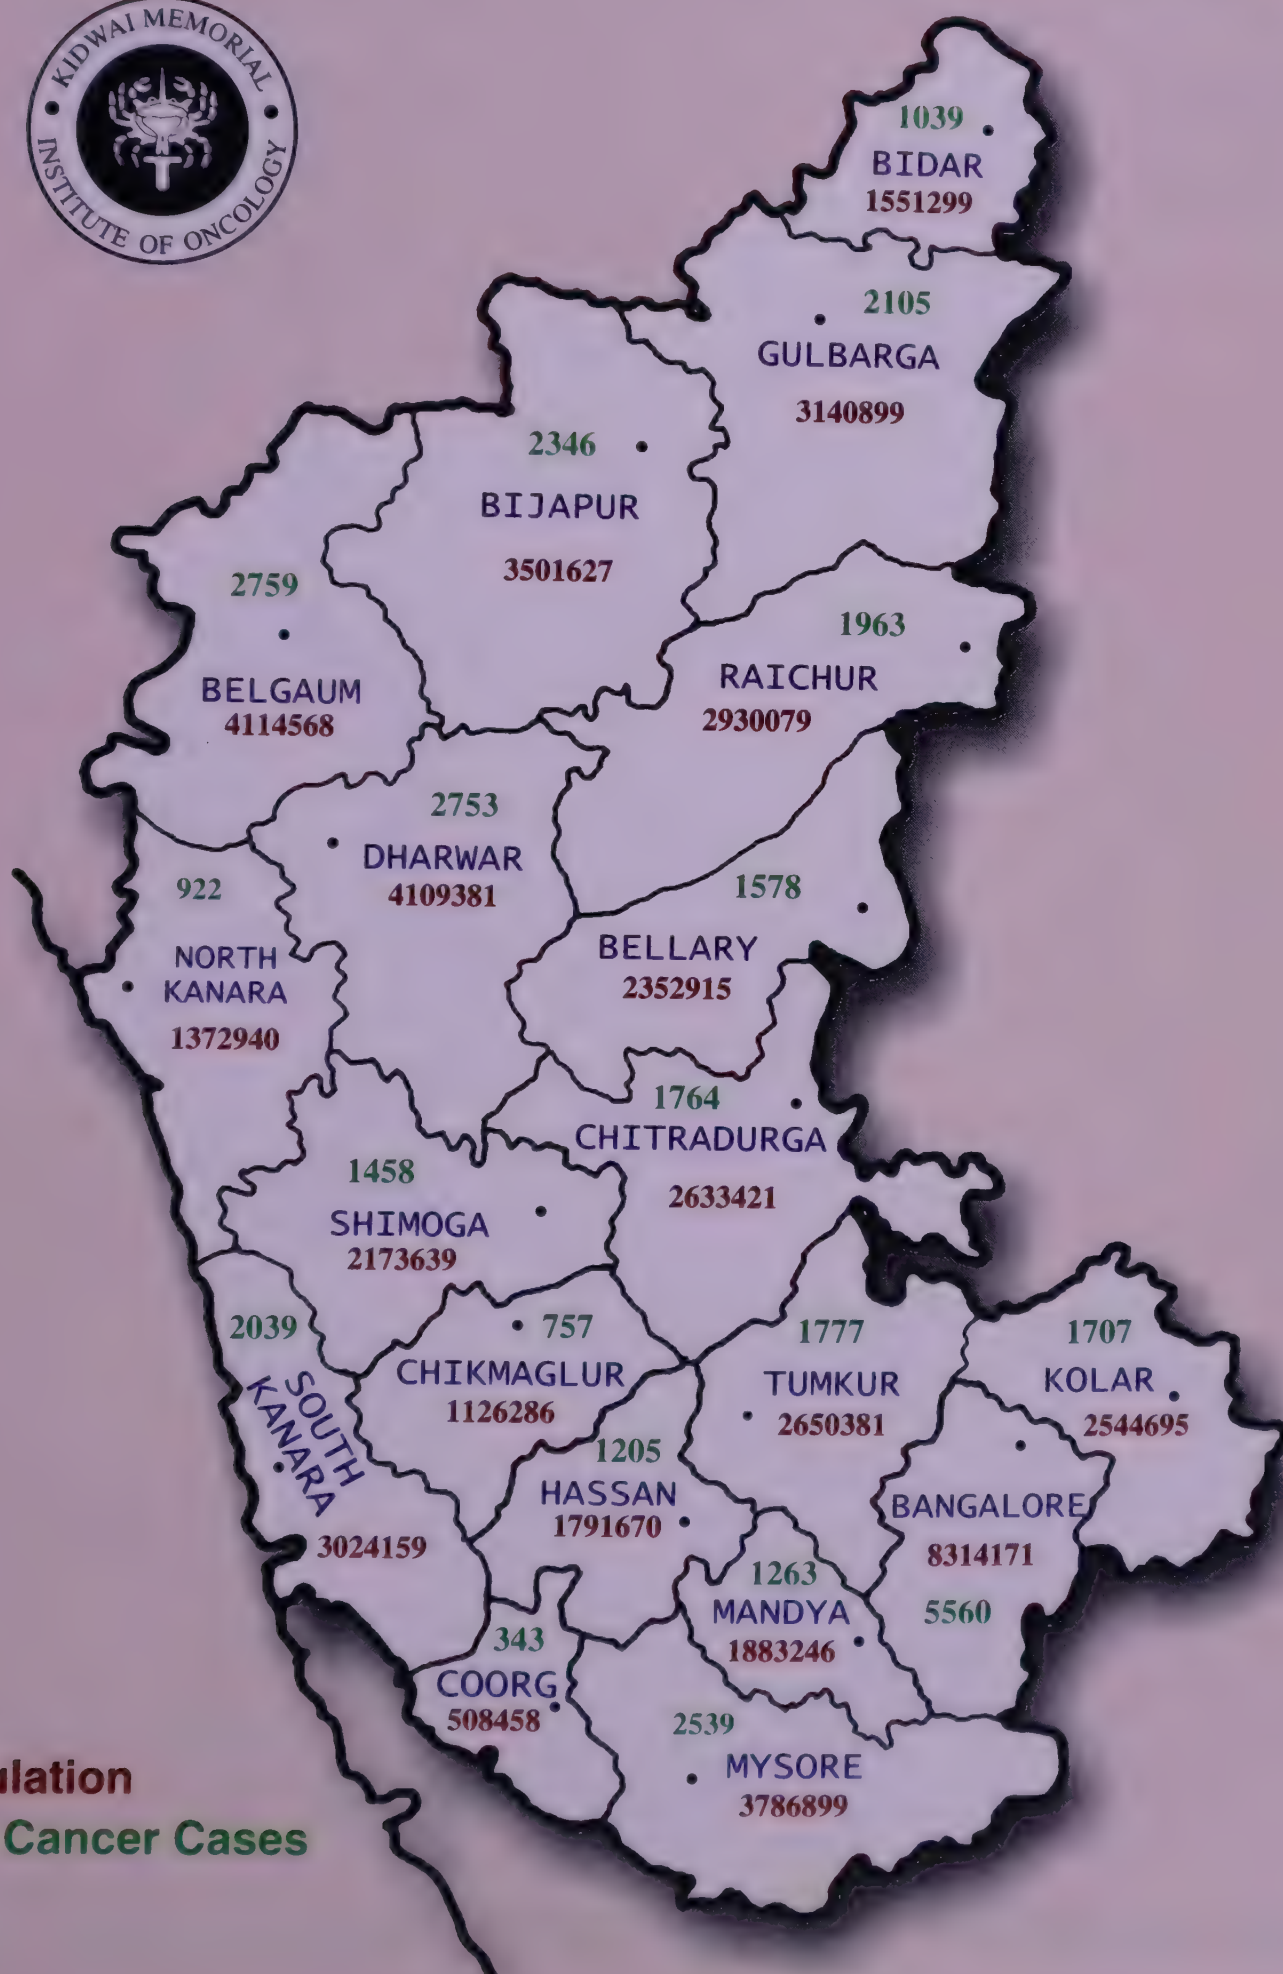 KIDWAI MEMORIAL
INSTITUTE OF ONCOLOGY
1039
BIDAR
1551299
2105
GULBARGA
3140899
2346
BIJAPUR
3501627
2759
BELGAUM
4114568
1963
RAICHUR
2930079
2753
DHARWAR
4109381
922
NORTH
KANARA
1372940
1578
BELLARY
2352915
1764
CHITRADURGA
2633421
1458
SHIMOGA
2173639
2039
SOUTH
KANARA
3024159
757
CHIKMAGLUR
1126286
1777
TUMKUR
2650381
1707
KOLAR
2544695
1205
HASSAN
1791670
BANGALORE
8314171
5560
1263
MANDYA
1883246
343
COORG
508458
2539
MYSORE
3786899
Cancer Cases